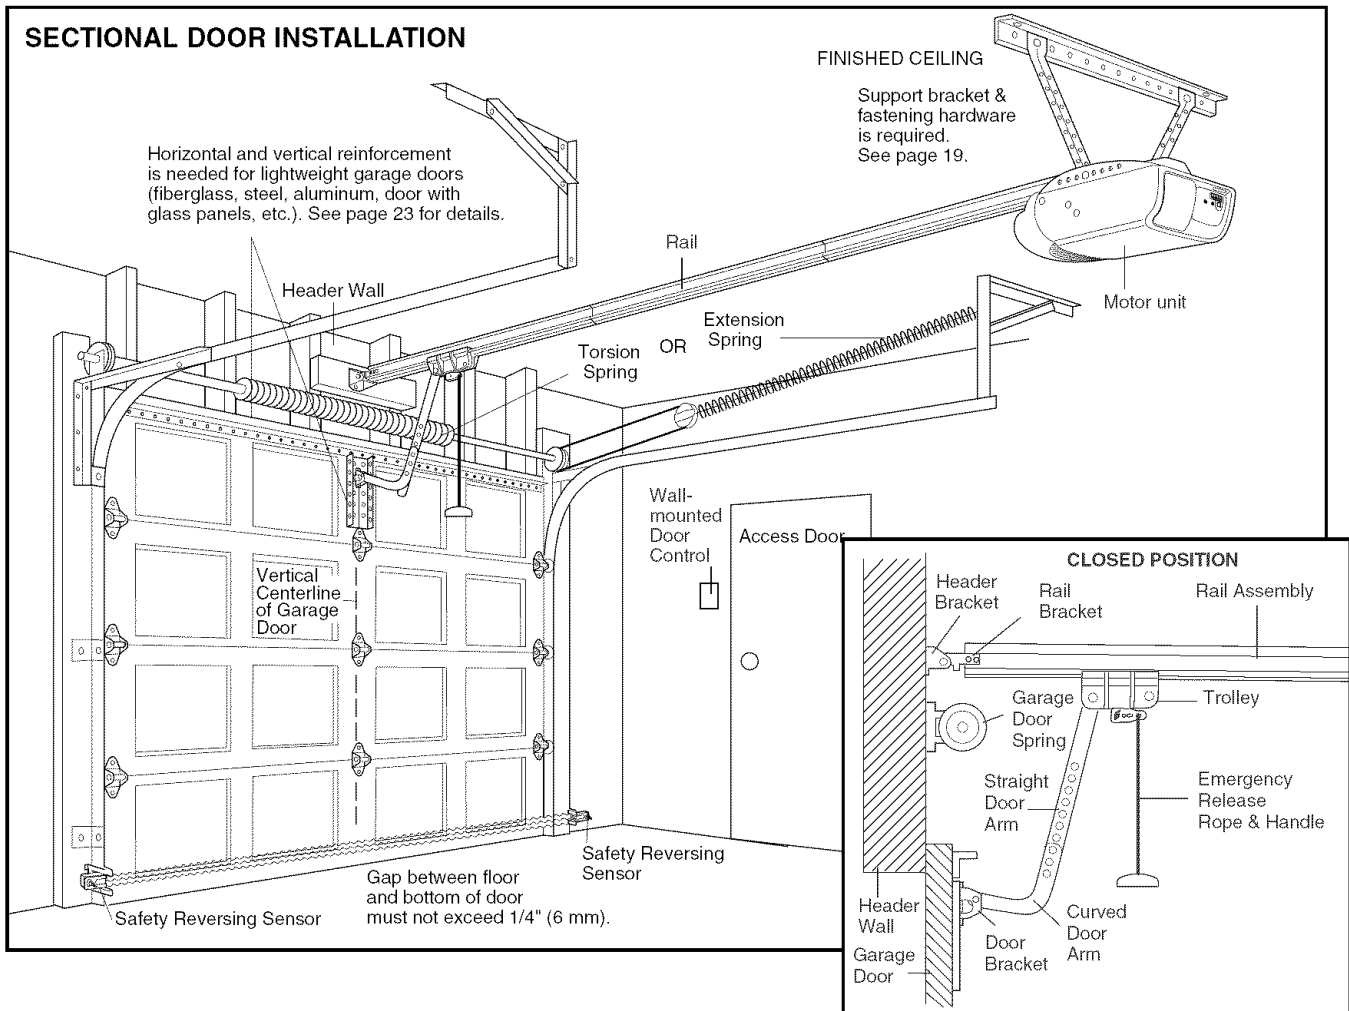 SECTIONAL DOOR INSTALLATION
FINISHED CEILING
Support bracket &
fastening hardware
is required.
See page 19.
Horizontal and vertical reinforcement
is needed for lightweight garage doors
(fiberglass, steel, aluminum, door with
glass panels, etc.). See page 23 for details.
Rail
Header Wall
Motor unit
Extension
Spring
OR
Torsion
Spring
Wall-
mounted
Door
Control
Access Door
Vertical
Centerline
of Garage
Door
Safety Reversing
Sensor
Gap between floor
and bottom of door
must not exceed 1/4" (6 mm).
Safety Reversing Sensor
CLOSED POSITION
Header
Bracket
Rail
Bracket
Rail Assembly
Garage
Door
Spring
Trolley
Straight
Door
Arm
Emergency
Release
Rope & Handle
Header
Wall
Garage
Door
Door
Bracket
Curved
Door
Arm